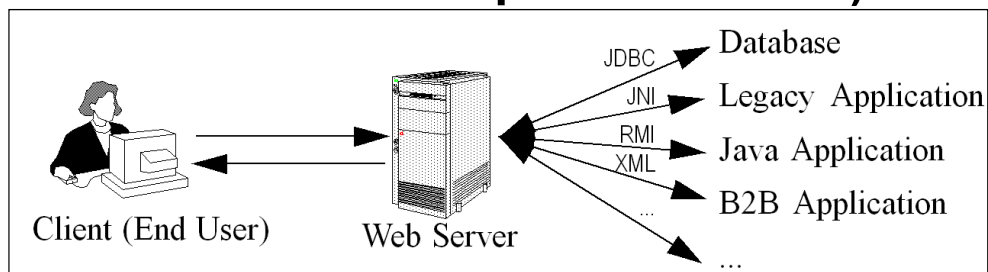 JDBC
Database
JNI
Legacy Application
RMI
Java Application
XML
B2B Application
...
...
Client (End User)
Web Server